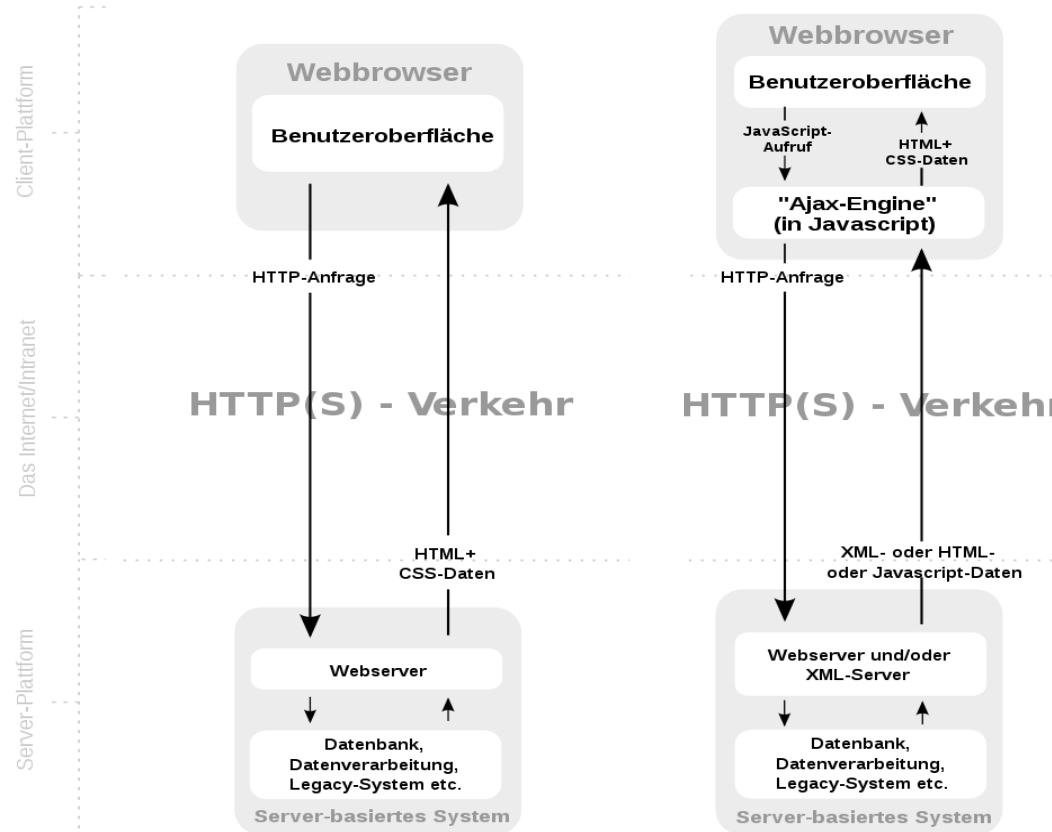 Client-Plattform
Das Internet/Intranet
Server-Plattform
Webbrowser
Benutzeroberfläche
HTTP-Anfrage
HTTP(S) - Verkehr
HTML+
CSS-Daten
Webserver
Datenbank,
Datenverarbeitung,
Legacy-System etc.
Server-basiertes System
Webbrowser
Benutzeroberfläche
JavaScript-
Aufruf
HTML+
CSS-Daten
"Ajax-Engine"
(in Javascript)
HTTP-Anfrage
HTTP(S) - Verkehr
XML- oder HTML-
oder Javascript-Daten
Webserver und/oder
XML-Server
Datenbank,
Datenverarbeitung,
Legacy-System etc.
Server-basiertes System